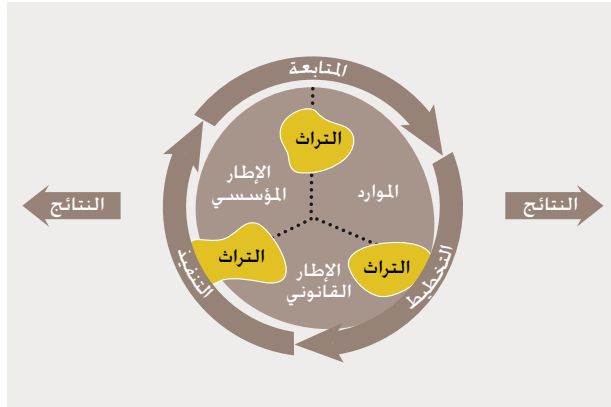 المتابعة
التراث
الإطار
المؤسسي
الموارد
النتائج
النتائج
التراث
التراث
الإطار
القانوني
التخطيط
التنفيذ